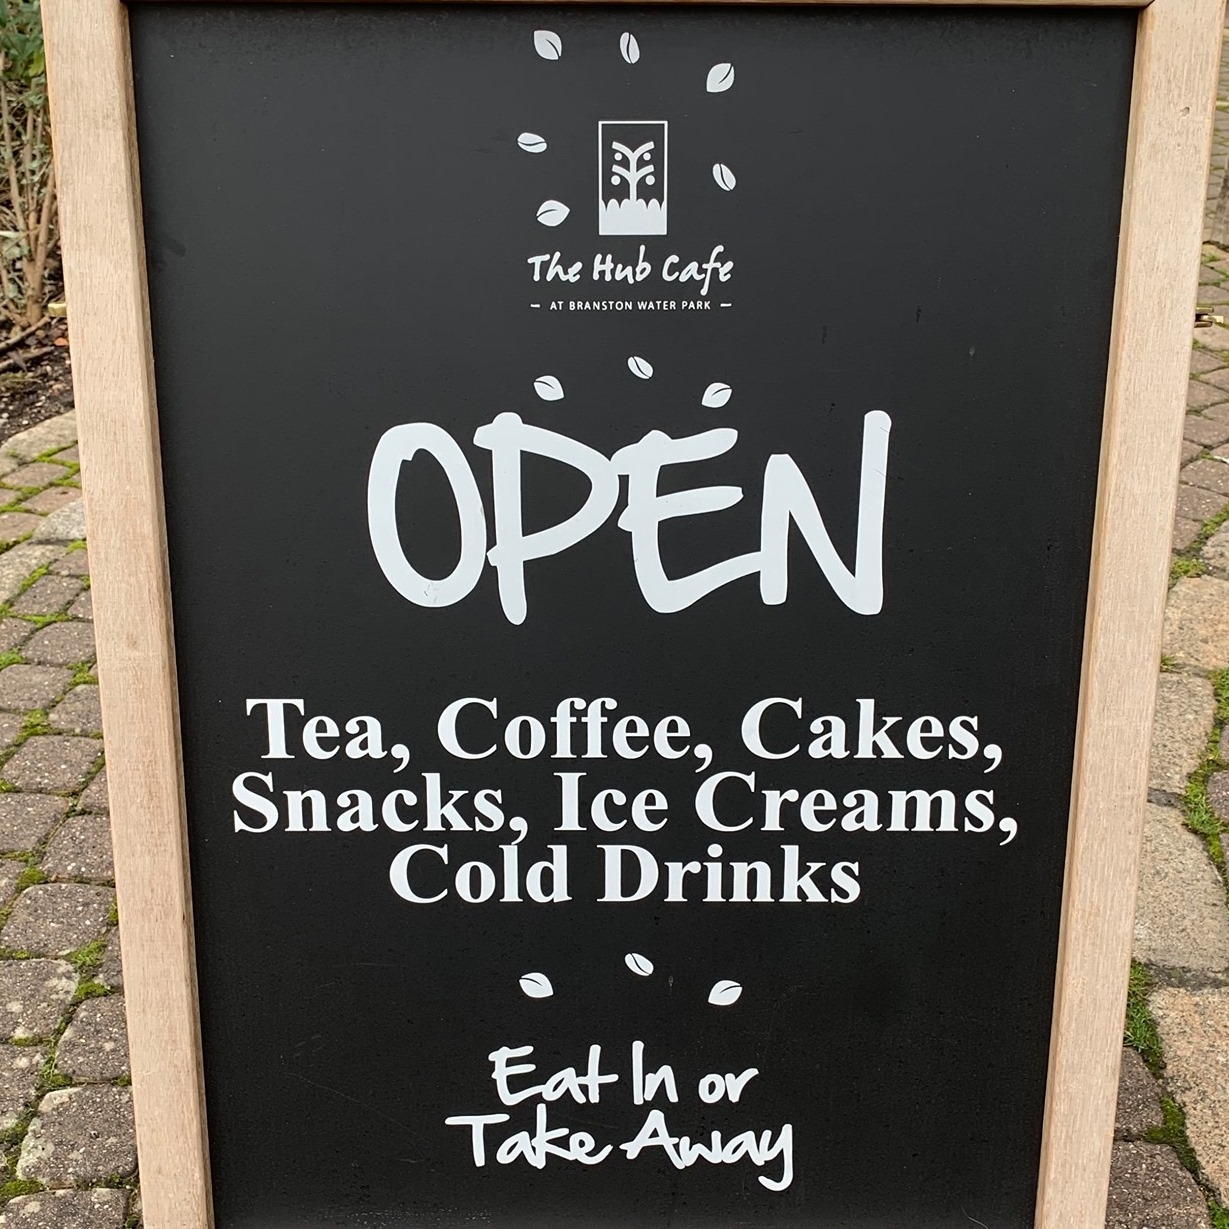 The Hub Cafe
– AT BRANSTON WATER PARK –
OPEN
Tea, Coffee, Cakes,
Snacks, Ice Creams,
Cold Drinks
Eat In or
Take Away